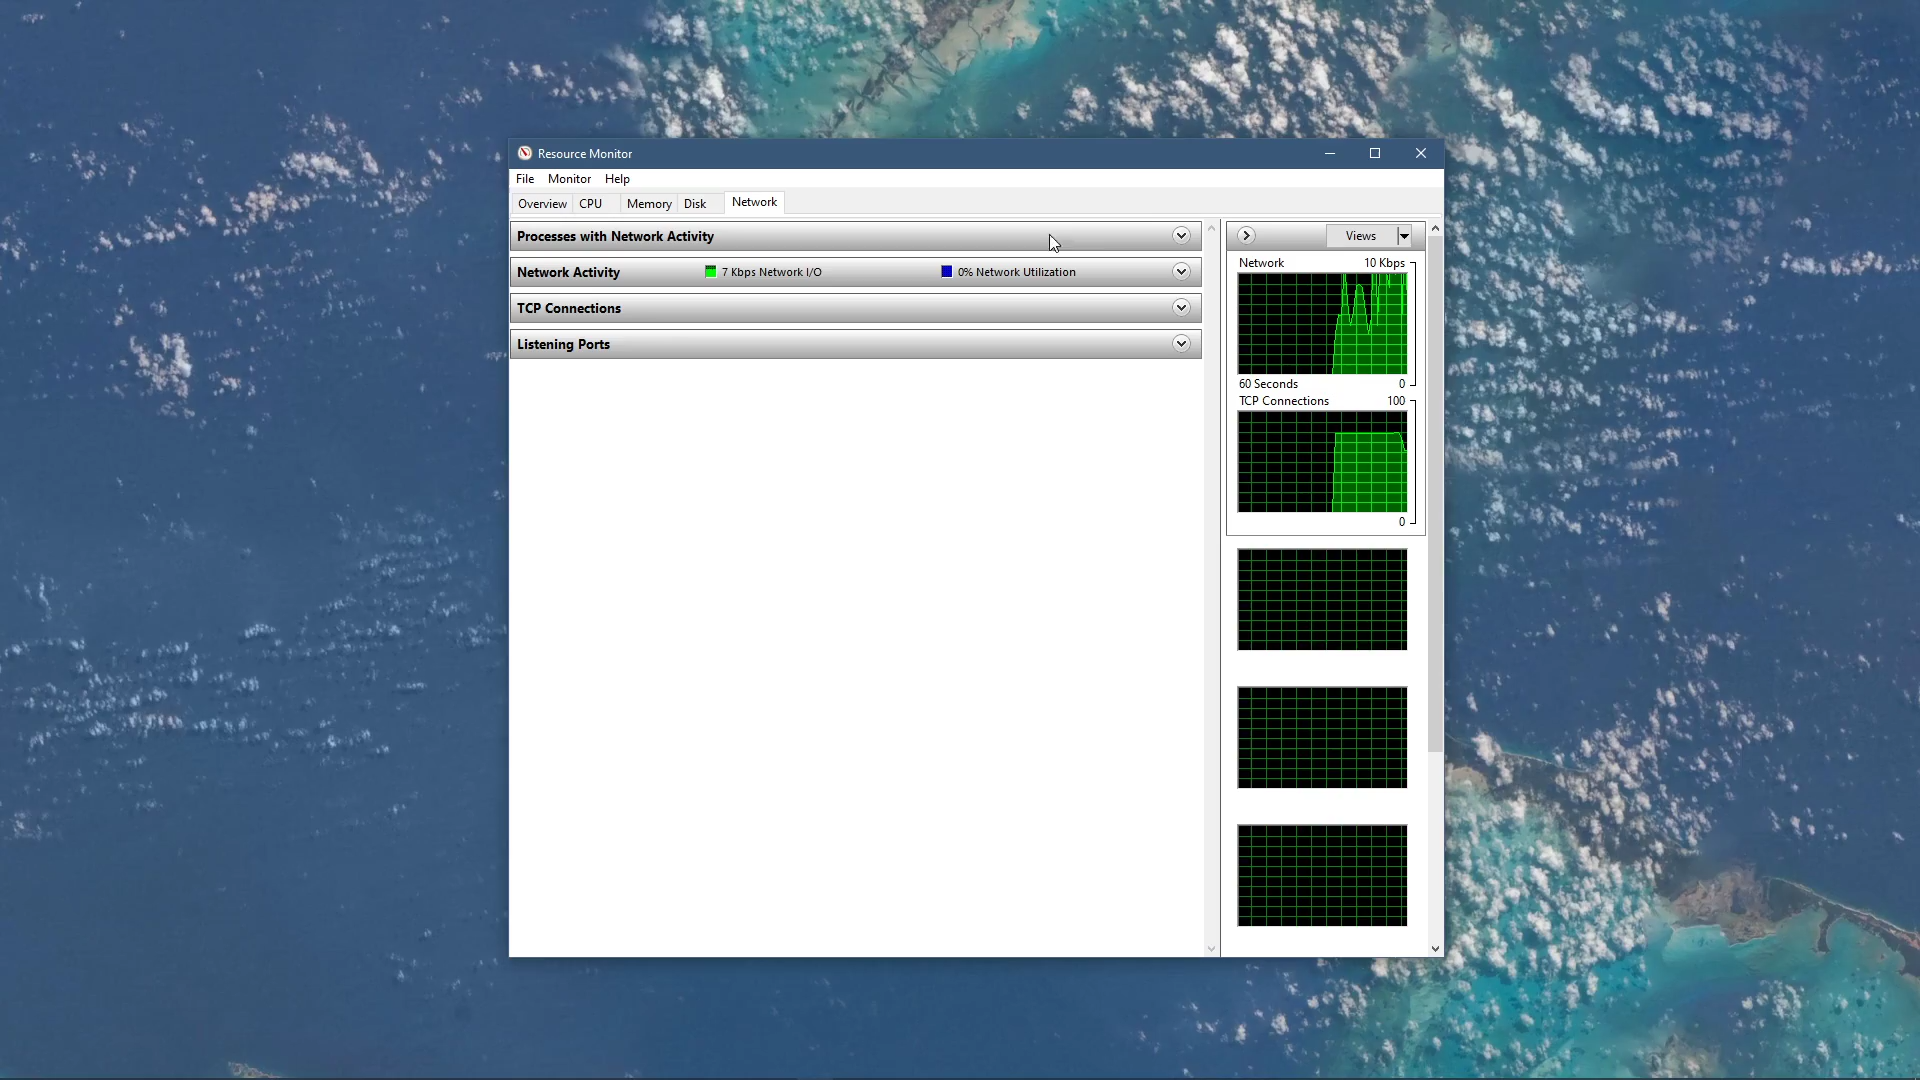 Resource Monitor
File Monitor Help
Overview CPU Memory Disk Network
Processes with Network Activity
Network Activity 7 Kbps Network I/O 0% Network Utilization
TCP Connections
Listening Ports
Views
Network 10 Kbps
60 Seconds 0
TCP Connections 100
0